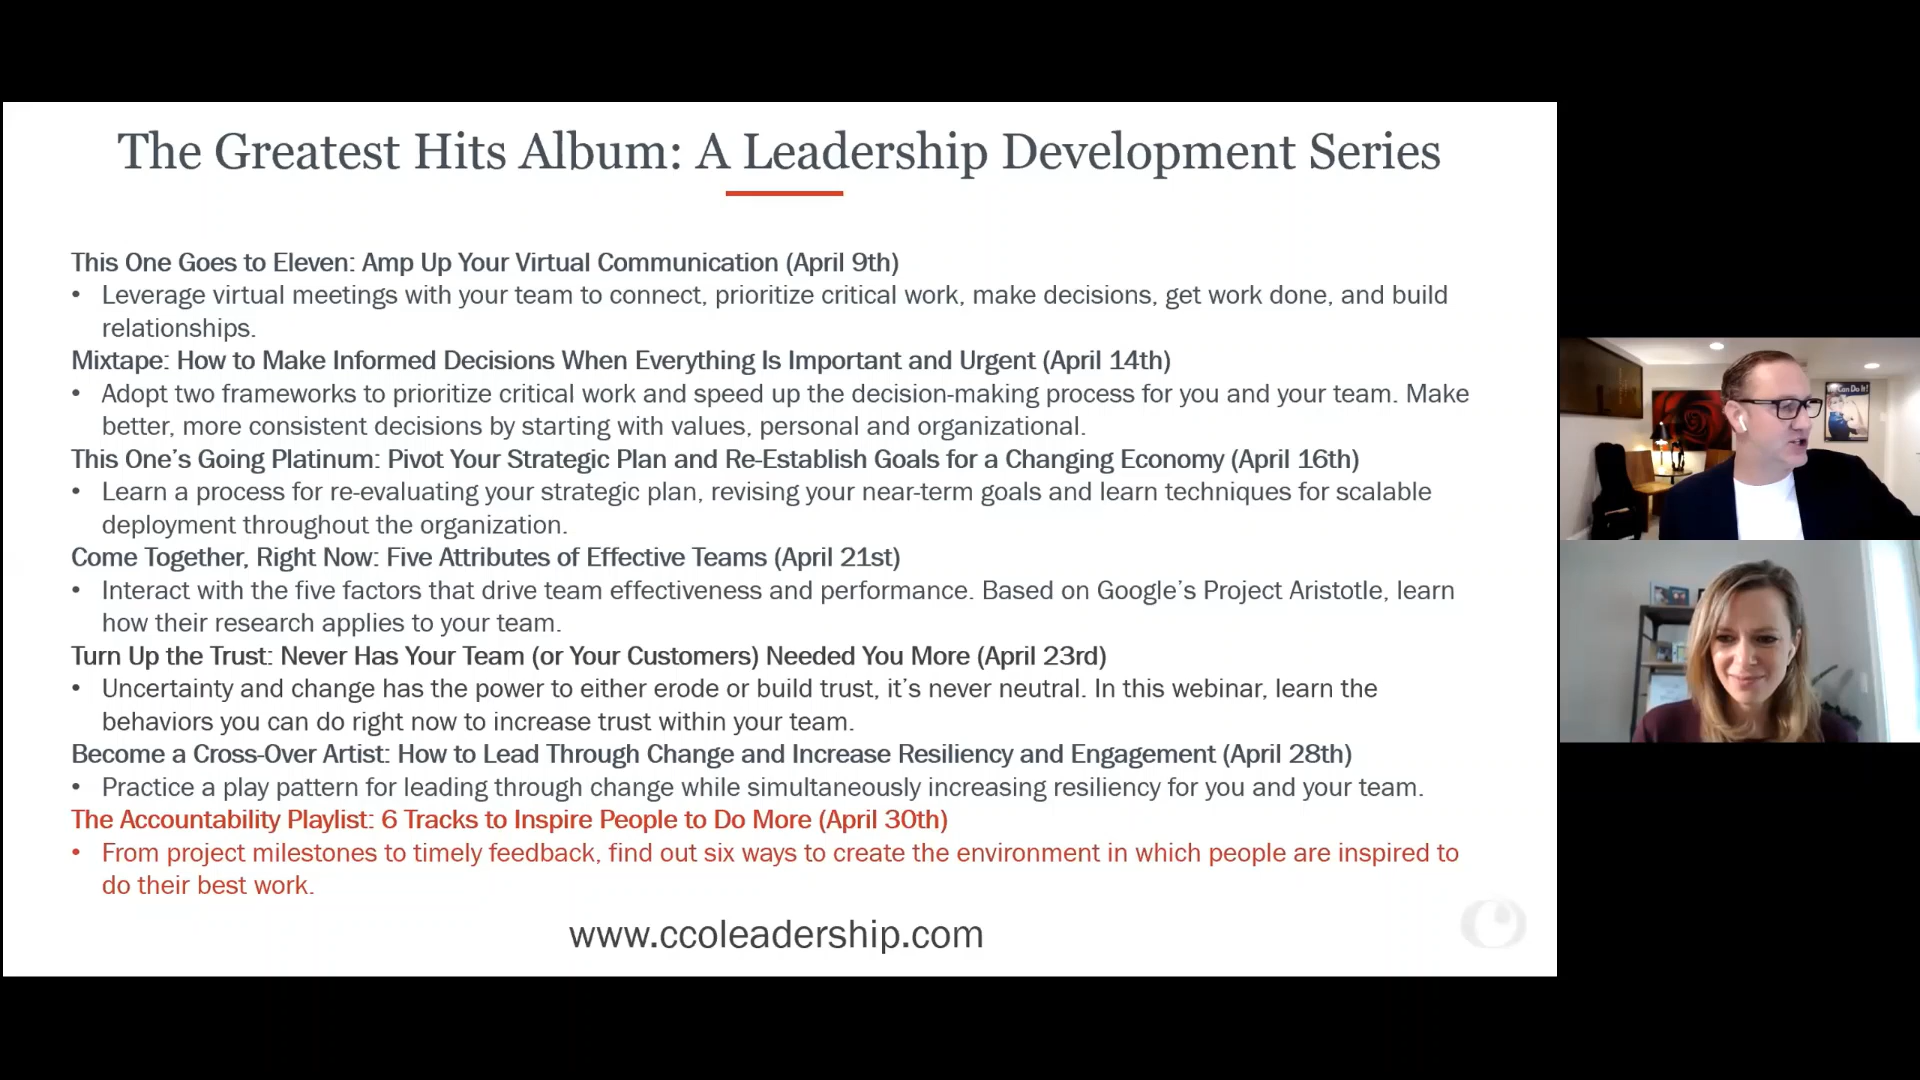 The Greatest Hits Album: A Leadership Development Series
This One Goes to Eleven: Amp Up Your Virtual Communication (April 9th)
• Leverage virtual meetings with your team to connect, prioritize critical work, make decisions, get work done, and build
relationships.
Mixtape: How to Make Informed Decisions When Everything Is Important and Urgent (April 14th)
• Adopt two frameworks to prioritize critical work and speed up the decision-making process for you and your team. Make
better, more consistent decisions by starting with values, personal and organizational.
This One’s Going Platinum: Pivot Your Strategic Plan and Re-Establish Goals for a Changing Economy (April 16th)
• Learn a process for re-evaluating your strategic plan, revising your near-term goals and learn techniques for scalable
deployment throughout the organization.
Come Together, Right Now: Five Attributes of Effective Teams (April 21st)
• Interact with the five factors that drive team effectiveness and performance. Based on Google’s Project Aristotle, learn
how their research applies to your team.
Turn Up the Trust: Never Has Your Team (or Your Customers) Needed You More (April 23rd)
• Uncertainty and change has the power to either erode or build trust, it’s never neutral. In this webinar, learn the
behaviors you can do right now to increase trust within your team.
Become a Cross-Over Artist: How to Lead Through Change and Increase Resiliency and Engagement (April 28th)
• Practice a play pattern for leading through change while simultaneously increasing resiliency for you and your team.
The Accountability Playlist: 6 Tracks to Inspire People to Do More (April 30th)
• From project milestones to timely feedback, find out six ways to create the environment in which people are inspired to
do their best work.
www.ccoleadership.com
Can Do It!